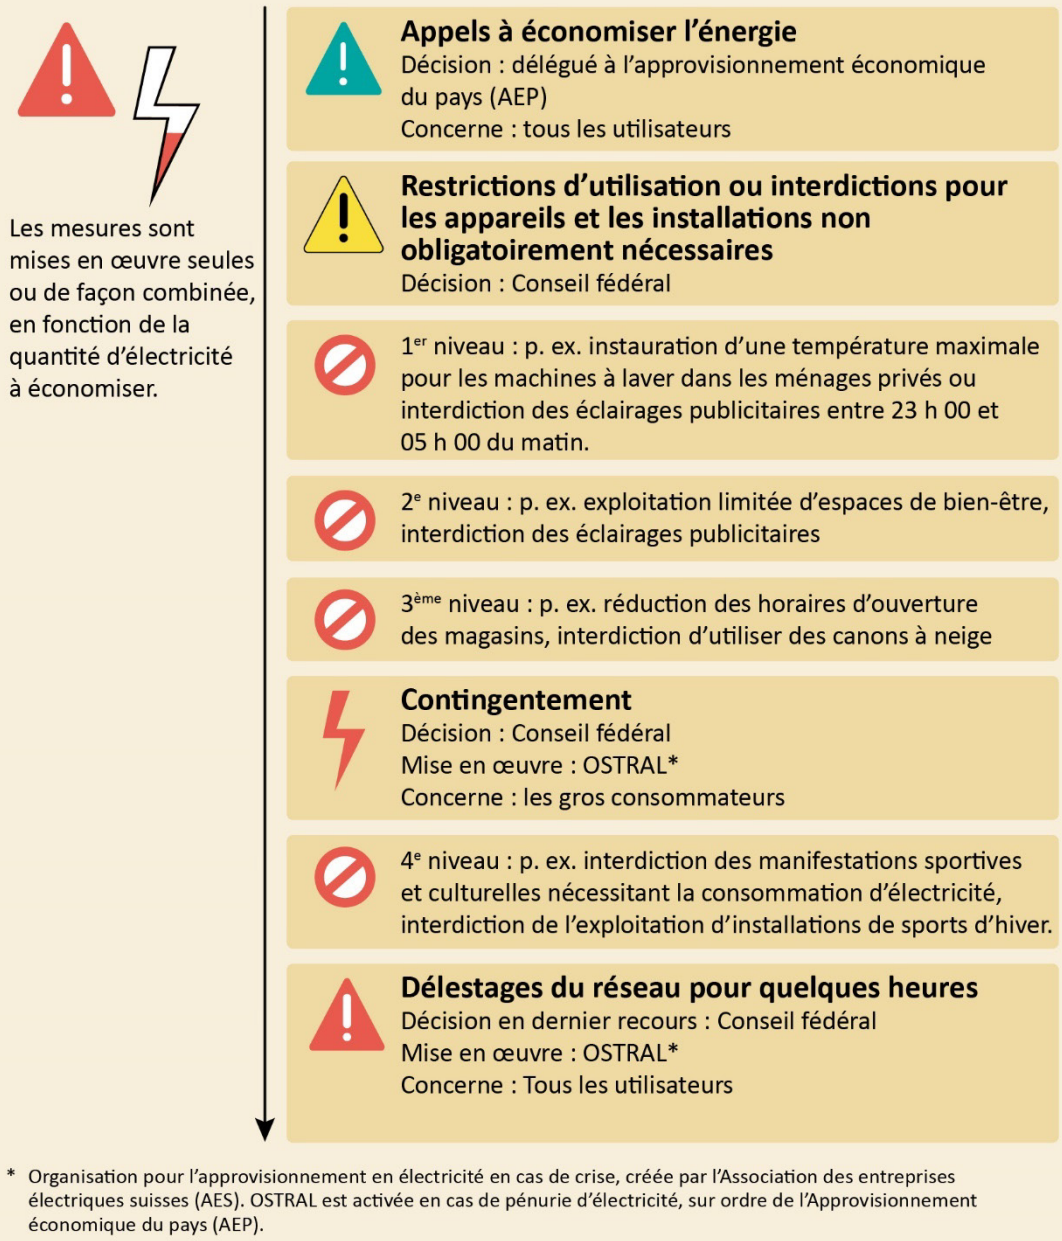 Les mesures sont
mises en œuvre seules
ou de façon combinée,
en fonction de la
quantité d’électricité
à économiser.
Appels à économiser l’énergie
Décision : délégué à l’approvisionnement économique
du pays (AEP)
Concerne : tous les utilisateurs
Restrictions d’utilisation ou interdictions pour
les appareils et les installations non
obligatoirement nécessaires
Décision : Conseil fédéral
1er niveau : p. ex. instauration d’une température maximale
pour les machines à laver dans les ménages privés ou
interdiction des éclairages publicitaires entre 23 h 00 et
05 h 00 du matin.
2e niveau : p. ex. exploitation limitée d’espaces de bien-être,
interdiction des éclairages publicitaires
3ème niveau : p. ex. réduction des horaires d’ouverture
des magasins, interdiction d’utiliser des canons à neige
Contingentement
Décision : Conseil fédéral
Mise en œuvre : OSTRAL*
Concerne : les gros consommateurs
4e niveau : p. ex. interdiction des manifestations sportives
et culturelles nécessitant la consommation d’électricité,
interdiction de l’exploitation d’installations de sports d’hiver.
Délestages du réseau pour quelques heures
Décision en dernier recours : Conseil fédéral
Mise en œuvre : OSTRAL*
Concerne : Tous les utilisateurs
* Organisation pour l’approvisionnement en électricité en cas de crise, créée par l’Association des entreprises
électriques suisses (AES). OSTRAL est activée en cas de pénurie d’électricité, sur ordre de l’Approvisionnement
économique du pays (AEP).